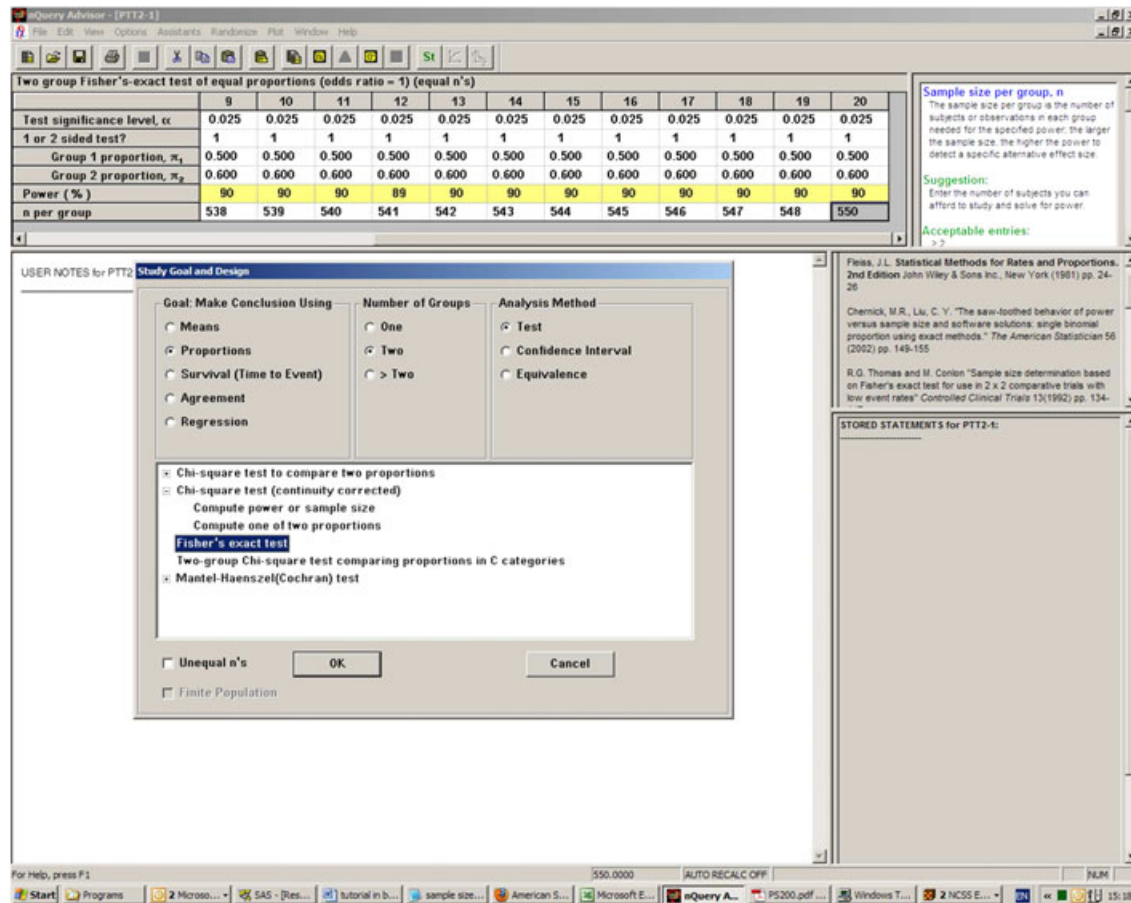 nQuery Advisor - [PTT2-1]
File Edit View Options Assistants Randomize Plot Window Help
St
Two group Fisher's-exact test of equal proportions (odds ratio = 1) (equal n's)
9 10 11 12 13 14 15 16 17 18 19 20
Test significance level, α 0.025 0.025 0.025 0.025 0.025 0.025 0.025 0.025 0.025 0.025 0.025 0.025
1 or 2 sided test? 1 1 1 1 1 1 1 1 1 1 1 1
Group 1 proportion, π₁ 0.500 0.500 0.500 0.500 0.500 0.500 0.500 0.500 0.500 0.500 0.500 0.500
Group 2 proportion, π₂ 0.600 0.600 0.600 0.600 0.600 0.600 0.600 0.600 0.600 0.600 0.600 0.600
Power ( % ) 90 90 90 89 90 90 90 90 90 90 90 90
n per group 538 539 540 541 542 543 544 545 546 547 548 550
Sample size per group, n
The sample size per group is the number of
subjects or observations in each group
needed for the specified power; the larger
the sample size, the higher the power to
detect a specific alternative effect size.
Suggestion:
Enter the number of subjects you can
afford to study and solve for power.
Acceptable entries:
> 2
USER NOTES for PTT2
Study Goal and Design
Goal: Make Conclusion Using
Means
Proportions
Survival (Time to Event)
Agreement
Regression
Number of Groups
One
Two
> Two
Analysis Method
Test
Confidence Interval
Equivalence
Chi-square test to compare two proportions
Chi-square test (continuity corrected)
Compute power or sample size
Compute one of two proportions
Fisher's exact test
Two-group Chi-square test comparing proportions in C categories
Mantel-Haenszel(Cochran) test
Unequal n's
OK
Cancel
Finite Population
Fleiss, J.L. Statistical Methods for Rates and Proportions.
2nd Edition John Wiley & Sons Inc., New York (1981) pp. 24-
26
Chernick, M.R., Liu, C. Y. "The saw-toothed behavior of power
versus sample size and software solutions: single binomial
proportion using exact methods." The American Statistician 56
(2002) pp. 149-155
R.G. Thomas and M. Conlon "Sample size determination based
on Fisher's exact test for use in 2 x 2 comparative trials with
low event rates" Controlled Clinical Trials 13(1992) pp. 134-
STORED STATEMENTS for PTT2-1:
For Help, press F1
550.0000
AUTO RECALC OFF
NUM
Start Programs 2 Microso... SAS - [Res... tutorial in b... sample size... American S... Microsoft E... nQuery A... PS200.pdf ... Windows T... 2 NCSS E... EN « 15:18